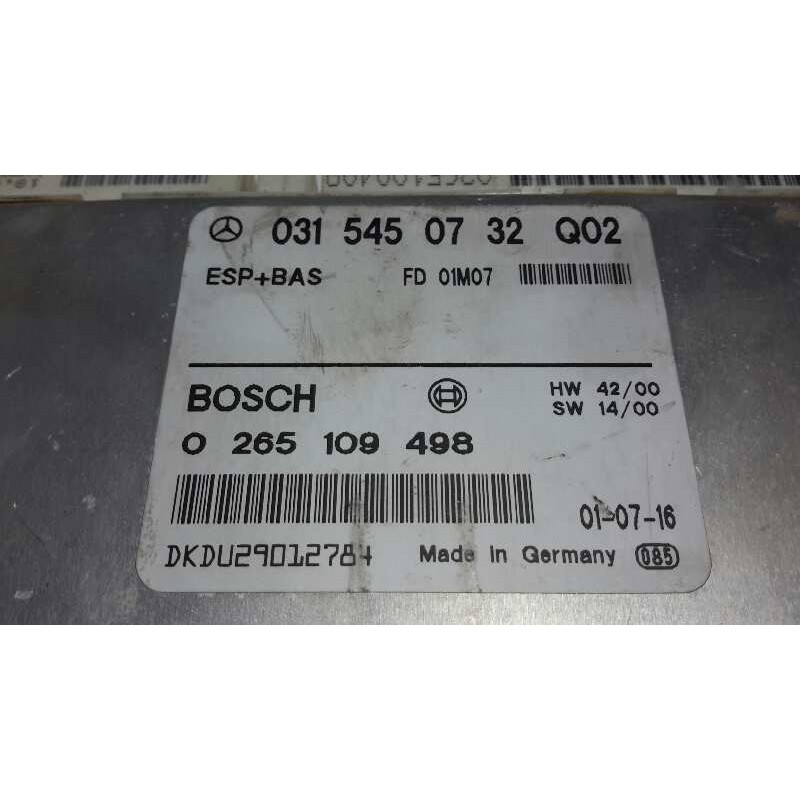 031 545 07 32 Q02
ESP+BAS FD 01M07
BOSCH HW 42/00
SW 14/00
0 265 109 498
01-07-16
DKDU29012784 Made in Germany 085